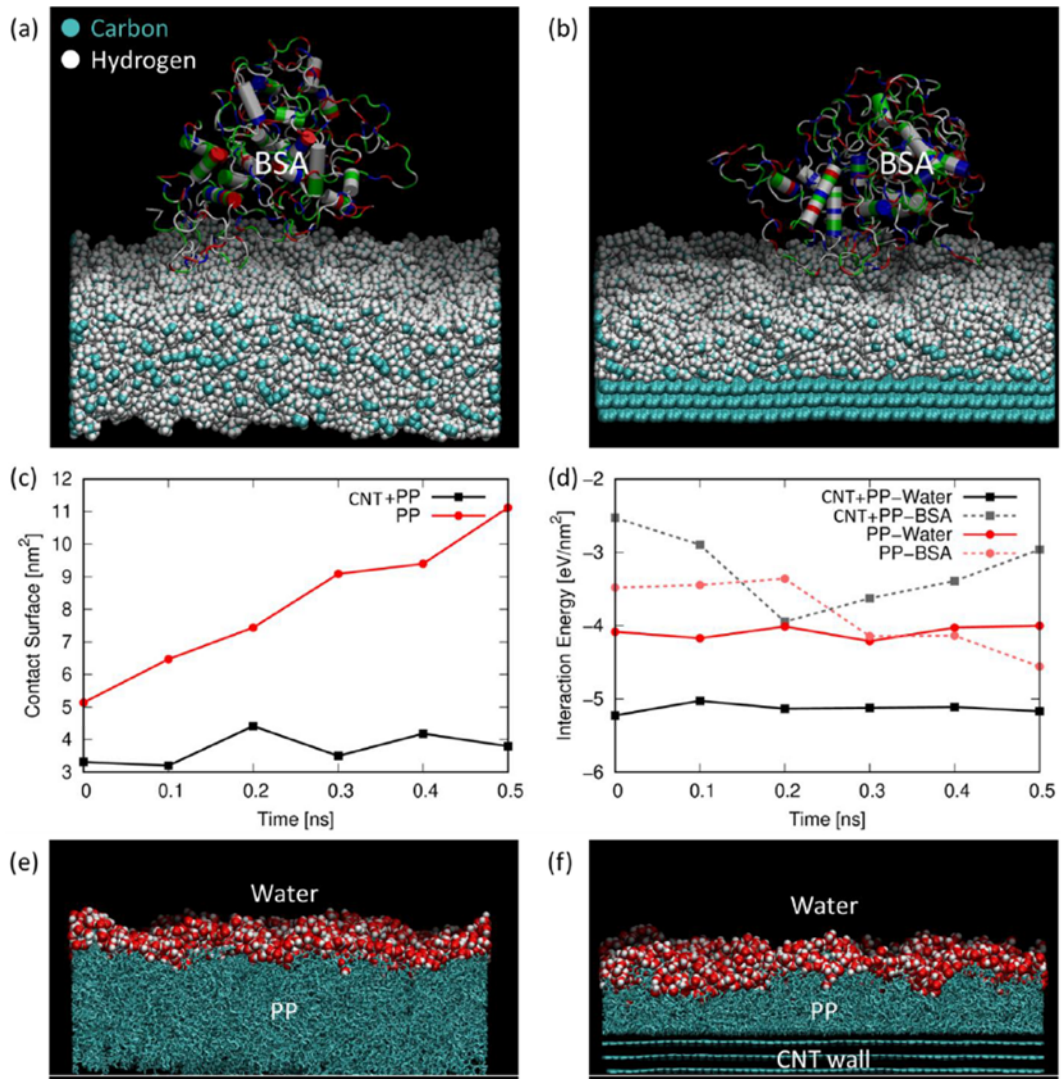 (a)
Carbon
Hydrogen
BSA
(b)
BSA
(c)
Contact Surface [nm²]
12
11
10
9
8
7
6
5
4
3
CNT+PP
PP
0 0.1 0.2 0.3 0.4 0.5
Time [ns]
(d)
Interaction Energy [eV/nm²]
−2
−3
−4
−5
−6
CNT+PP−Water
CNT+PP−BSA
PP−Water
PP−BSA
0 0.1 0.2 0.3 0.4 0.5
Time [ns]
(e)
Water
PP
(f)
Water
PP
CNT wall